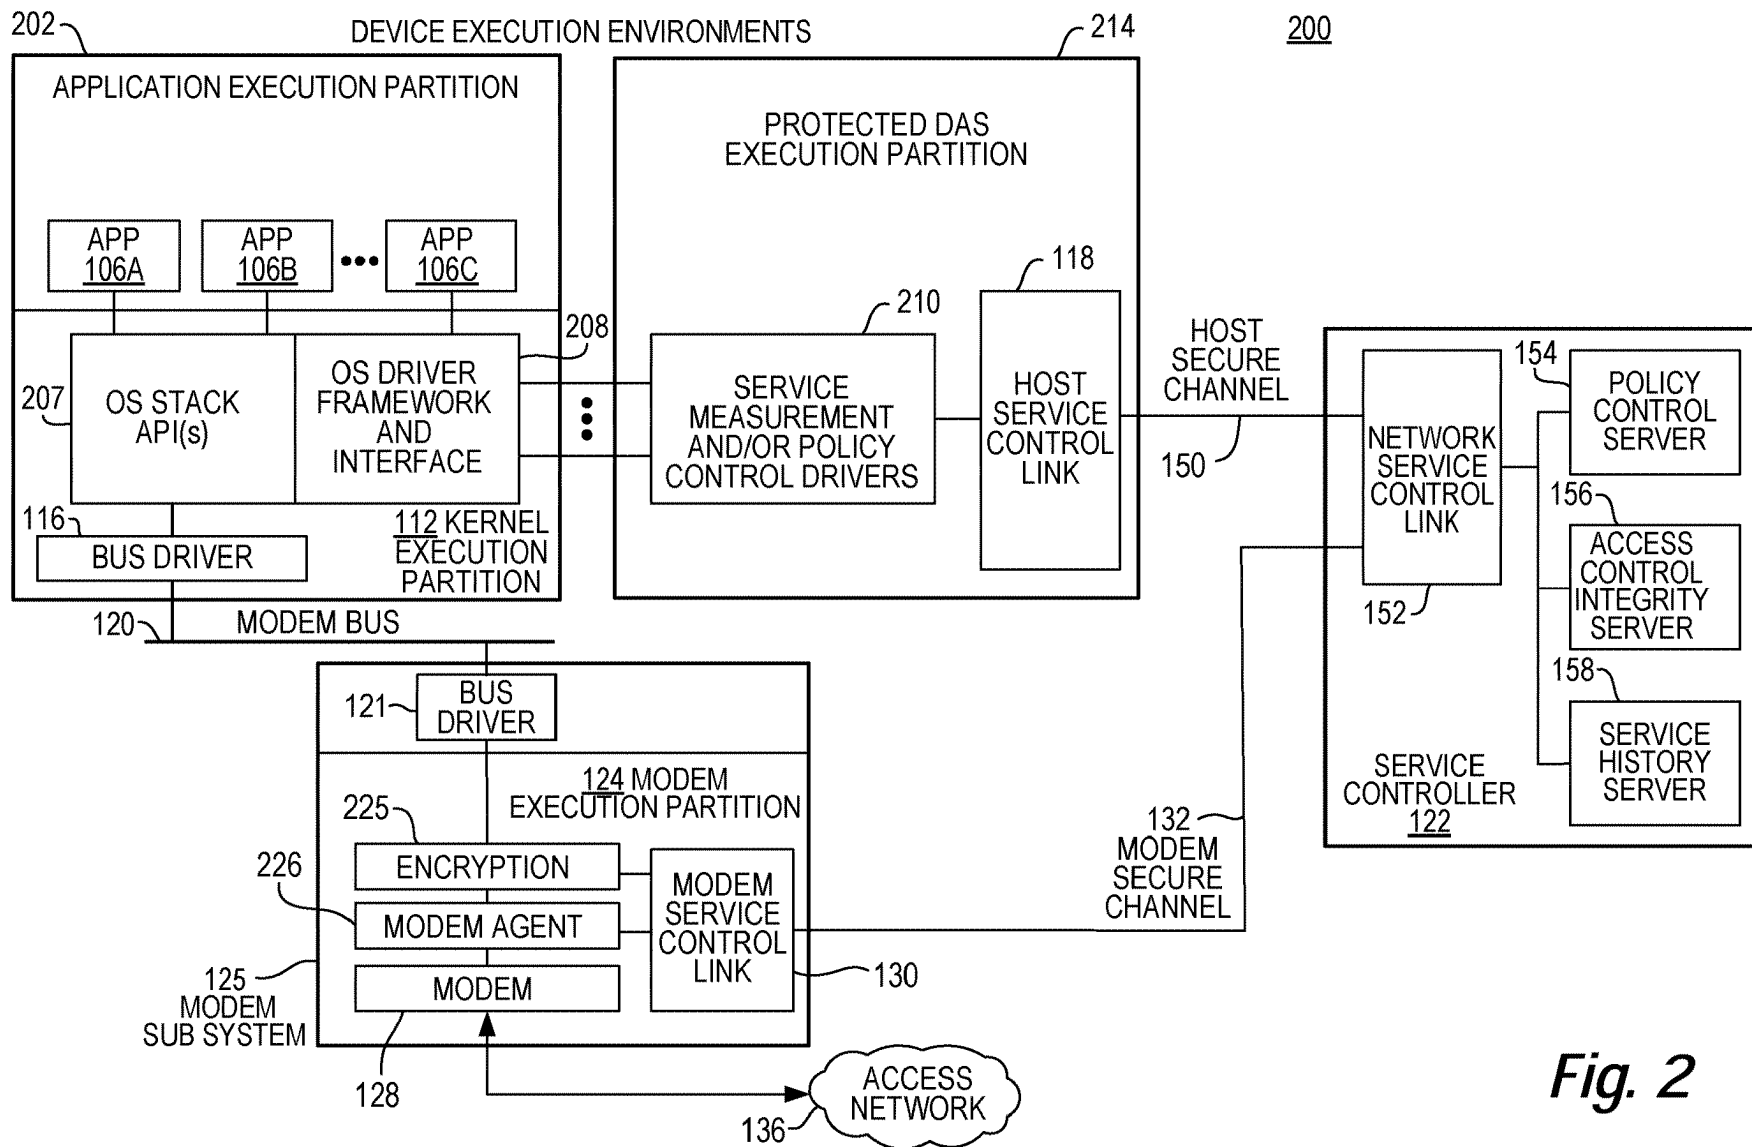 202
DEVICE EXECUTION ENVIRONMENTS
214
200
APPLICATION EXECUTION PARTITION
PROTECTED DAS
EXECUTION PARTITION
APP
106A
APP
106B
APP
106C
207
OS STACK
API(s)
208
OS DRIVER
FRAMEWORK
AND
INTERFACE
116
BUS DRIVER
112 KERNEL
EXECUTION
PARTITION
210
SERVICE
MEASUREMENT
AND/OR POLICY
CONTROL DRIVERS
118
HOST
SERVICE
CONTROL
LINK
HOST
SECURE
CHANNEL
150
NETWORK
SERVICE
CONTROL
LINK
152
154
POLICY
CONTROL
SERVER
156
ACCESS
CONTROL
INTEGRITY
SERVER
158
SERVICE
HISTORY
SERVER
SERVICE
CONTROLLER
122
120
MODEM BUS
121
BUS
DRIVER
124 MODEM
EXECUTION PARTITION
225
ENCRYPTION
226
MODEM AGENT
MODEM
128
MODEM
SERVICE
CONTROL
LINK
130
125
MODEM
SUB SYSTEM
132
MODEM
SECURE
CHANNEL
ACCESS
NETWORK
136
Fig. 2